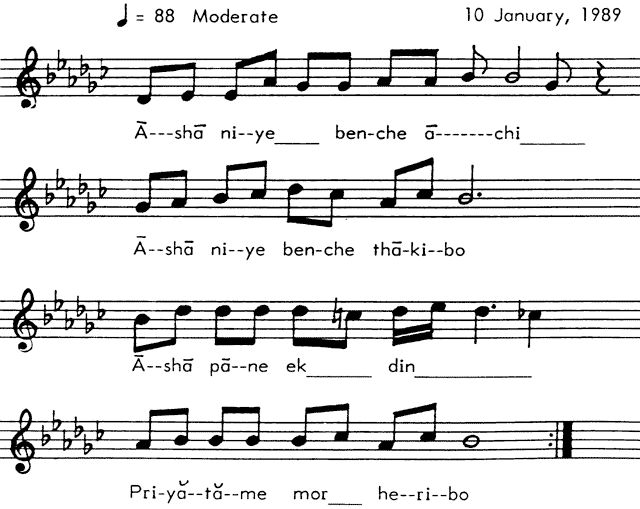 ♩ = 88 Moderate 10 January, 1989
Ā---shā ni--ye____ ben-che ā-------chi______
Ā--shā ni--ye ben-che thā-ki--bo
Ā--shā pā--ne ek______ din___________
Pri-yă--tă--me mor___ he--ri--bo